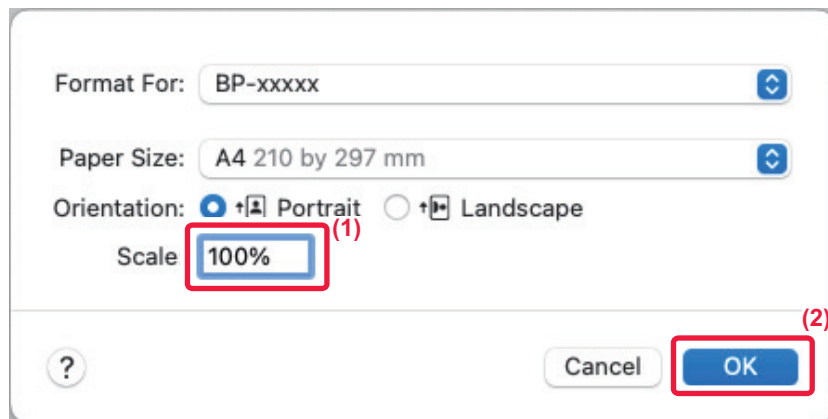 Format For: BP-xxxxx
Paper Size: A4 210 by 297 mm
Orientation: Portrait Landscape
(1)
Scale 100%
(2)
? Cancel OK